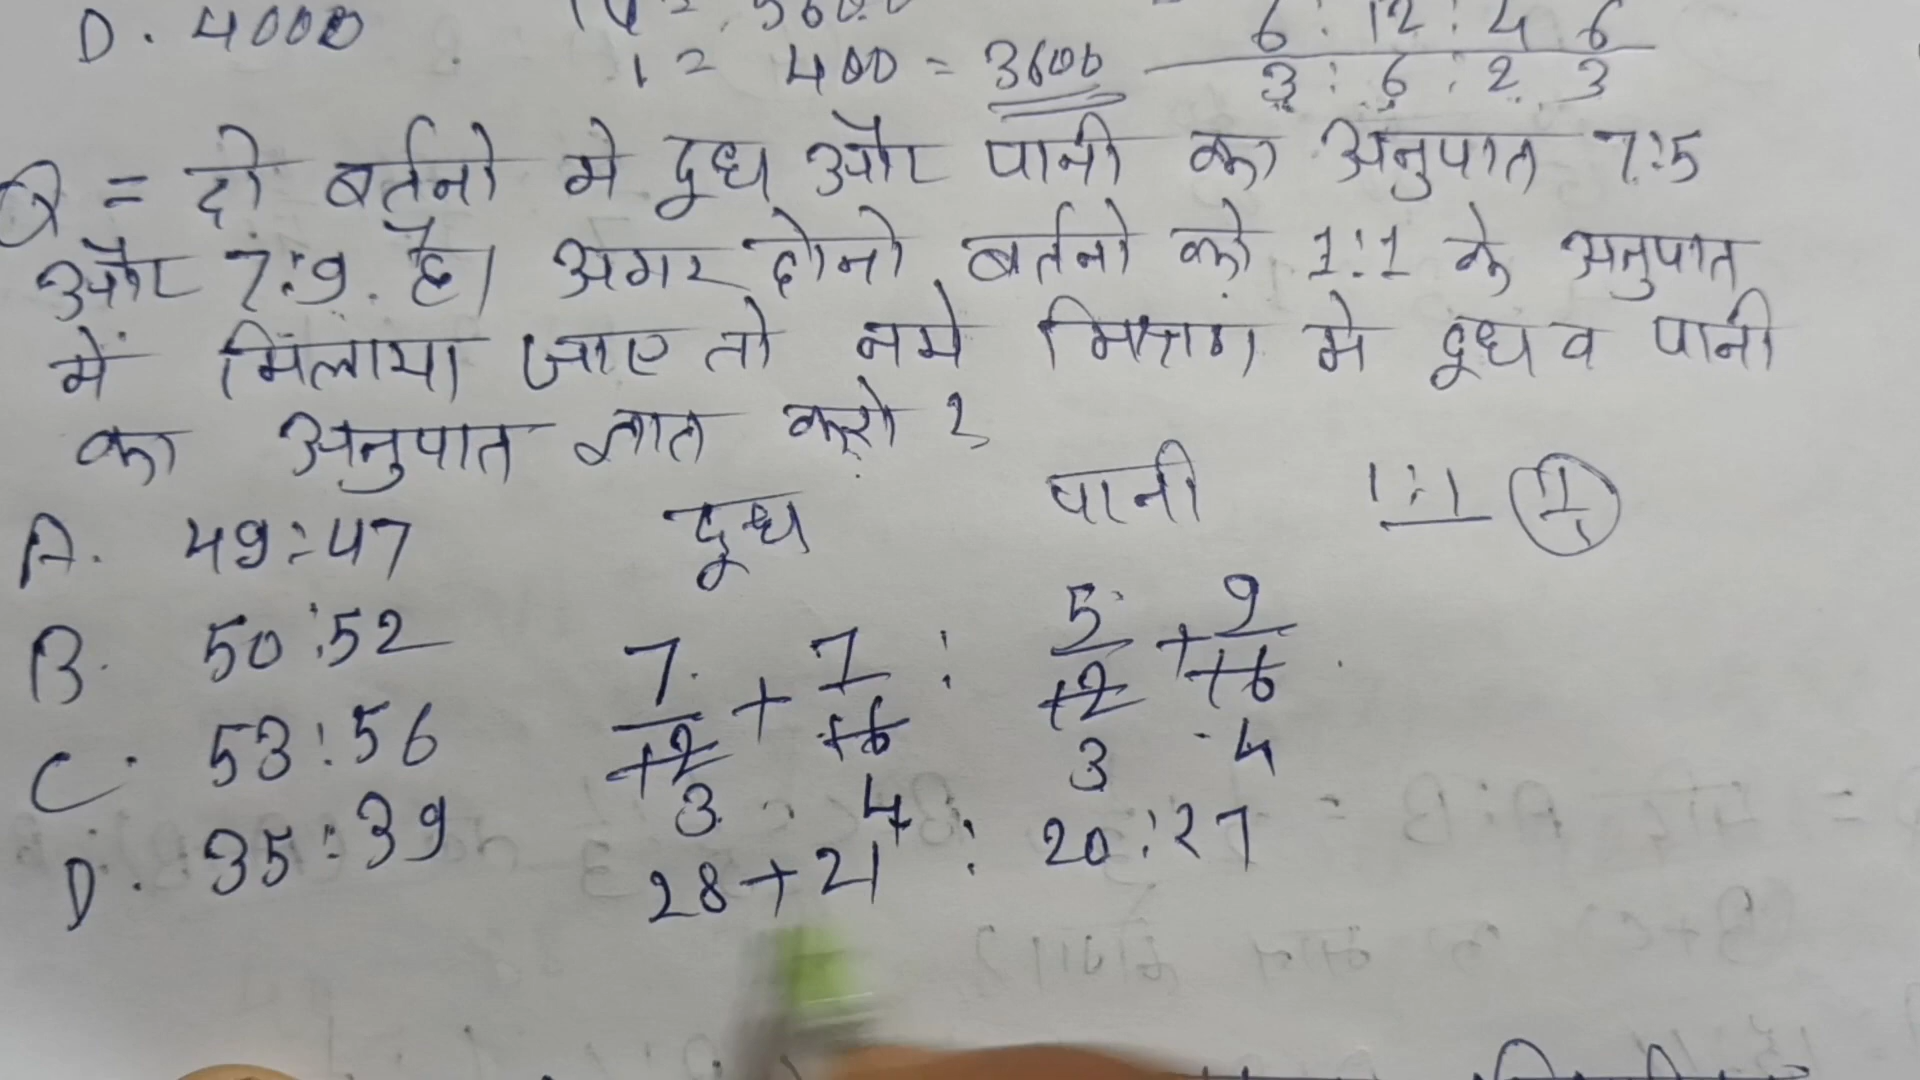 D. 4000
1 = 400 = 3600
6 : 12 : 4 6
3 : 6 : 2 3
Q = दो बर्तनो मे दूध और पानी का अनुपात 7:5
और 7:9 है। अगर दोनो बर्तनो को 1:1 के अनुपात
में मिलाया जाए तो नये मिश्रण मे दूध व पानी
का अनुपात ज्ञात करो ?
दूध पानी 1:1
A. 49:47
B. 50:52
C. 53:56
D. 35:39
7/12 + 7/16 : 5/12 + 9/16
3 4 3 4
28+21 : 20:27